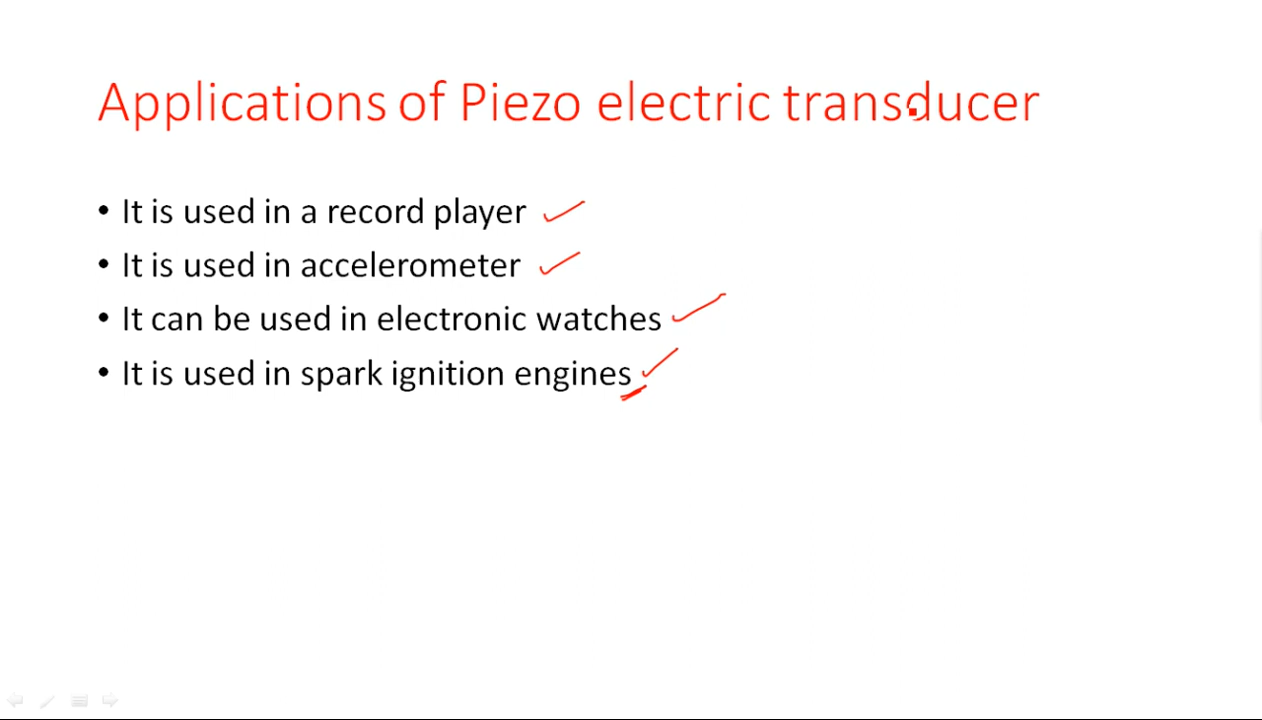 Applications of Piezo electric transducer
• It is used in a record player
• It is used in accelerometer
• It can be used in electronic watches
• It is used in spark ignition engines